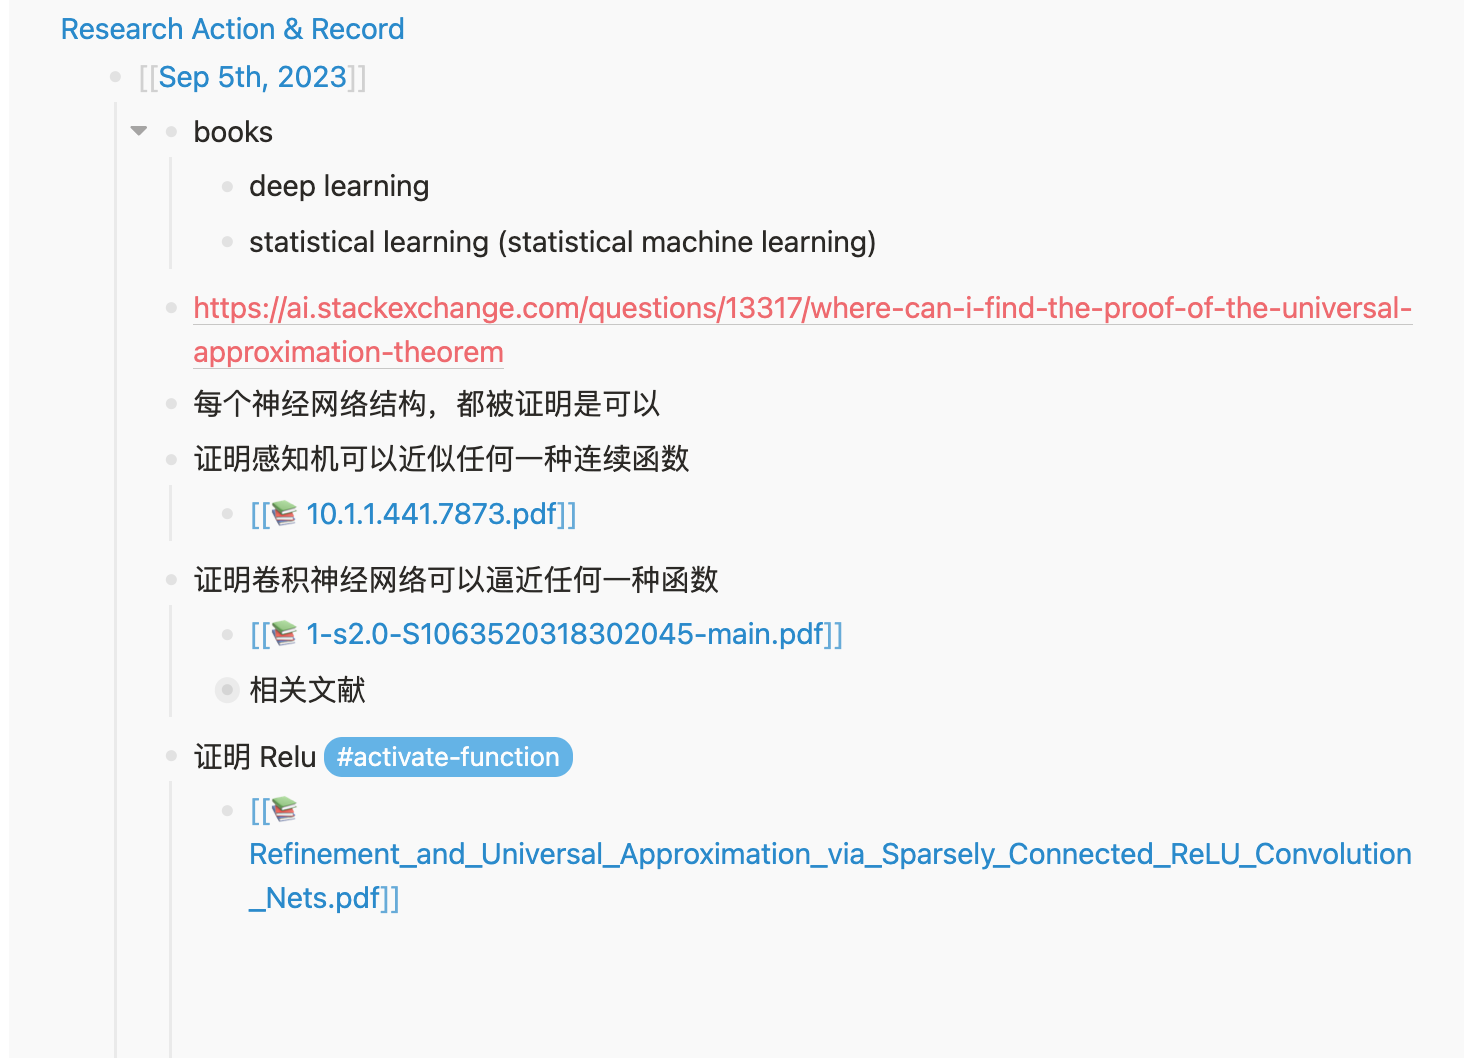 Research Action & Record
[[Sep 5th, 2023]]
books
deep learning
statistical learning (statistical machine learning)
https://ai.stackexchange.com/questions/13317/where-can-i-find-the-proof-of-the-universal-
approximation-theorem
每个神经网络结构，都被证明是可以
证明感知机可以近似任何一种连续函数
[[📚 10.1.1.441.7873.pdf]]
证明卷积神经网络可以逼近任何一种函数
[[📚 1-s2.0-S1063520318302045-main.pdf]]
相关文献
证明 Relu #activate-function
[[📚
Refinement_and_Universal_Approximation_via_Sparsely_Connected_ReLU_Convolution
_Nets.pdf]]